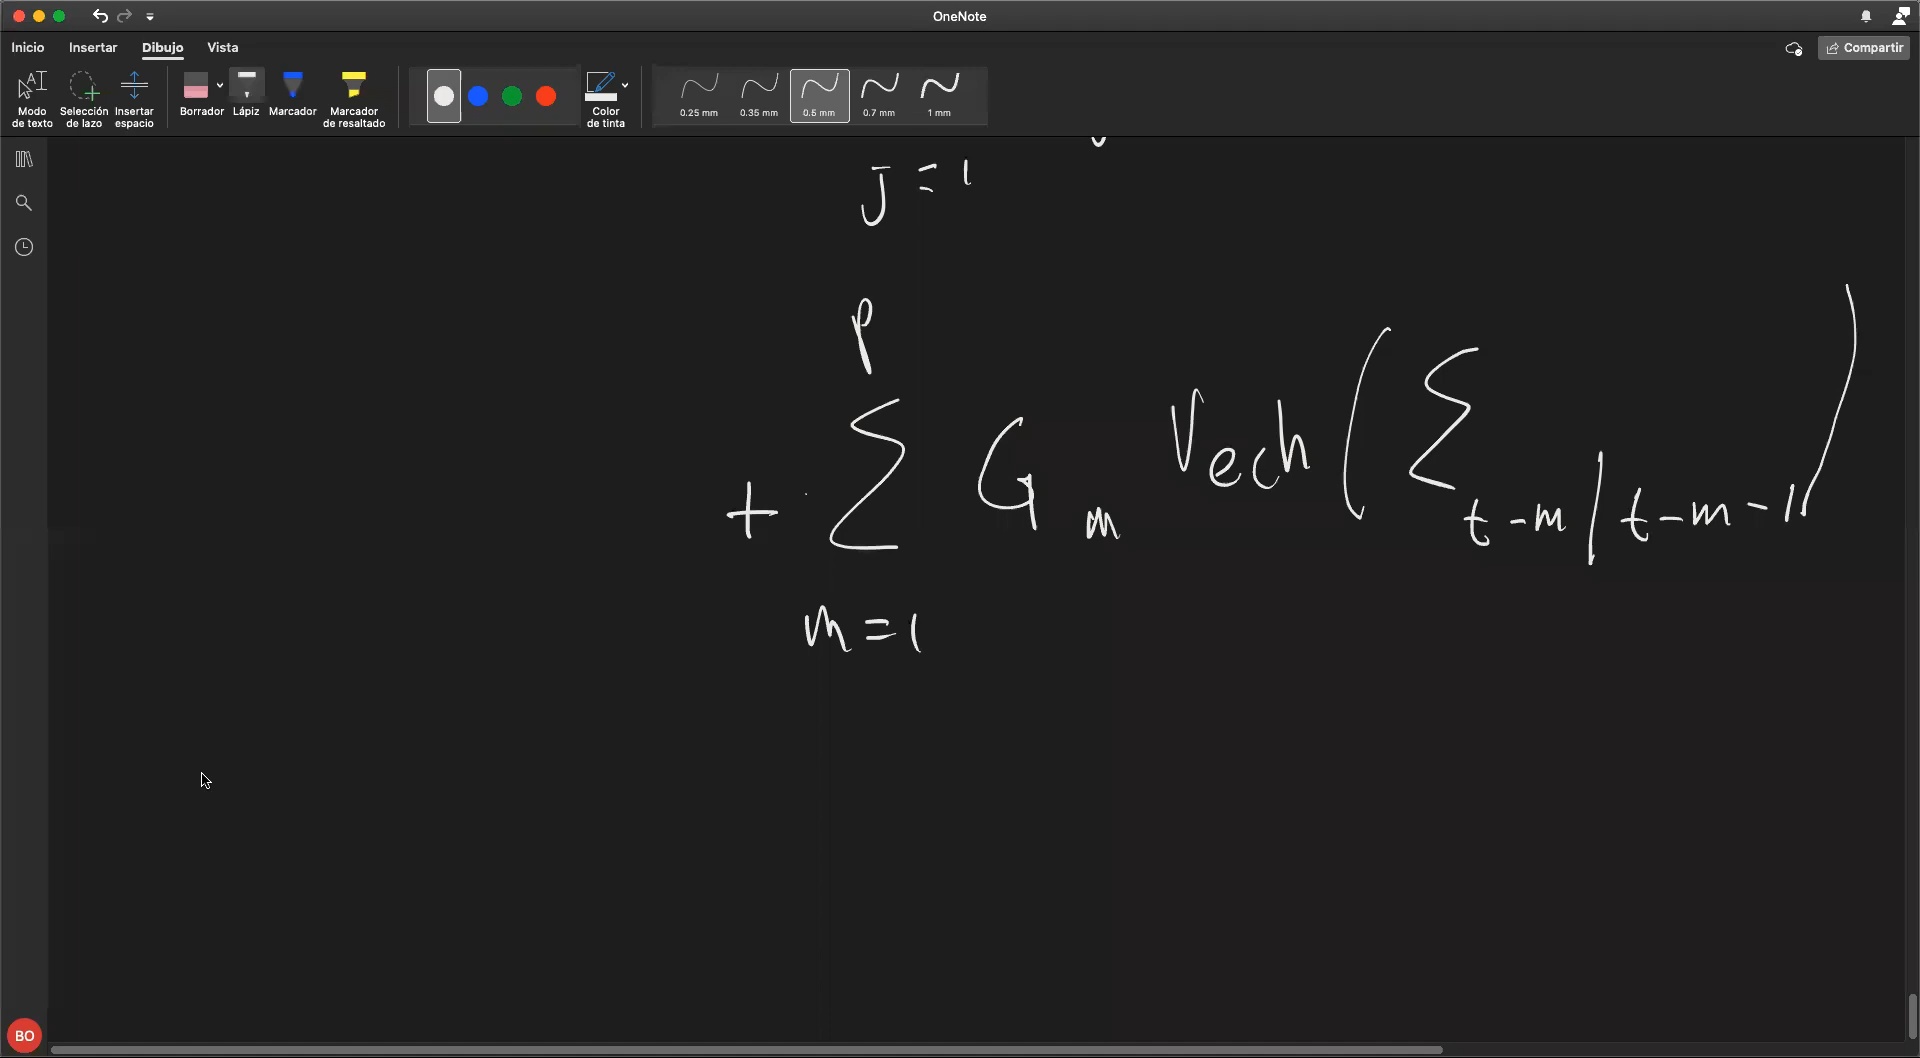 OneNote
Inicio Insertar Dibujo Vista
Compartir
Modo de texto
Selección de lazo
Insertar espacio
Borrador
Lápiz
Marcador
Marcador de resaltado
Color de tinta
0.25 mm 0.35 mm 0.5 mm 0.7 mm 1 mm
J = 1
p
+ Σ G m Vech ( Σ t-m | t-m-1 )
m = 1
BO